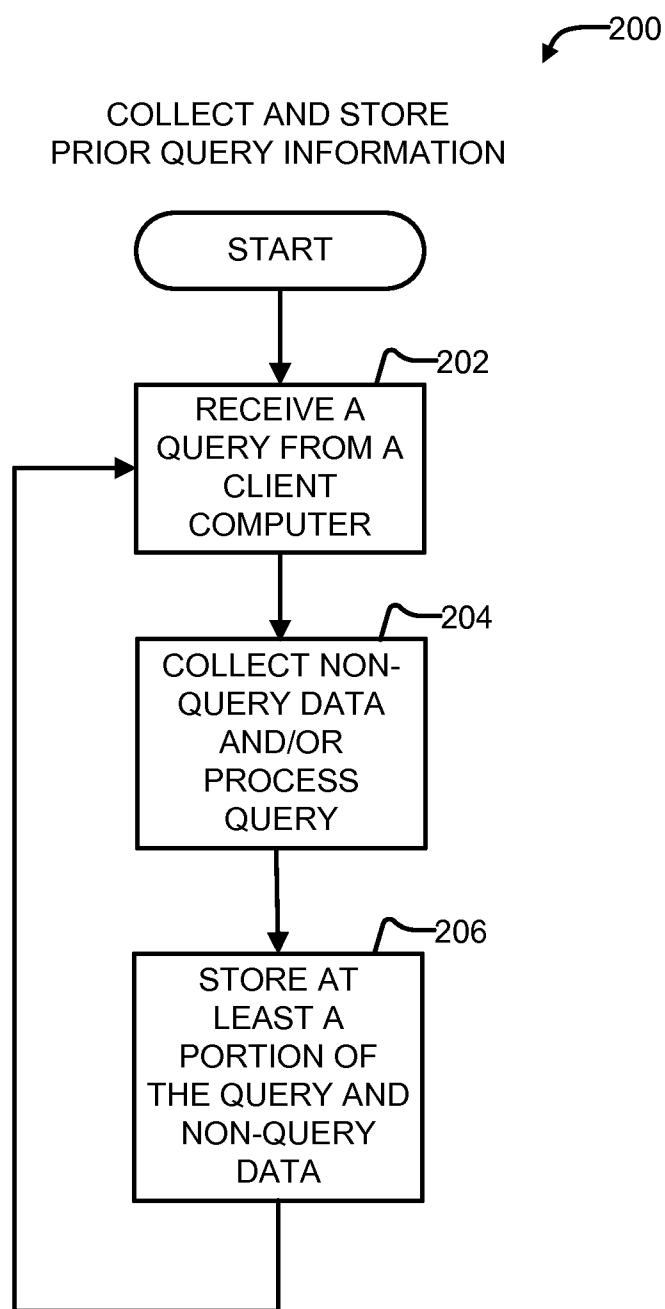 200
COLLECT AND STORE
PRIOR QUERY INFORMATION
START
202
RECEIVE A
QUERY FROM A
CLIENT
COMPUTER
204
COLLECT NON-
QUERY DATA
AND/OR
PROCESS
QUERY
206
STORE AT
LEAST A
PORTION OF
THE QUERY AND
NON-QUERY
DATA